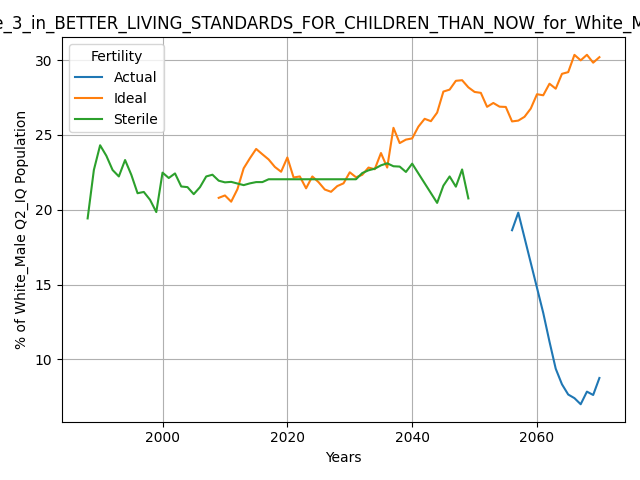 e_3_in_BETTER_LIVING_STANDARDS_FOR_CHILDREN_THAN_NOW_for_White_M
Fertility
Actual
Ideal
Sterile
30
25
20
15
10
% of White_Male Q2_IQ Population
2000
2020
2040
2060
Years